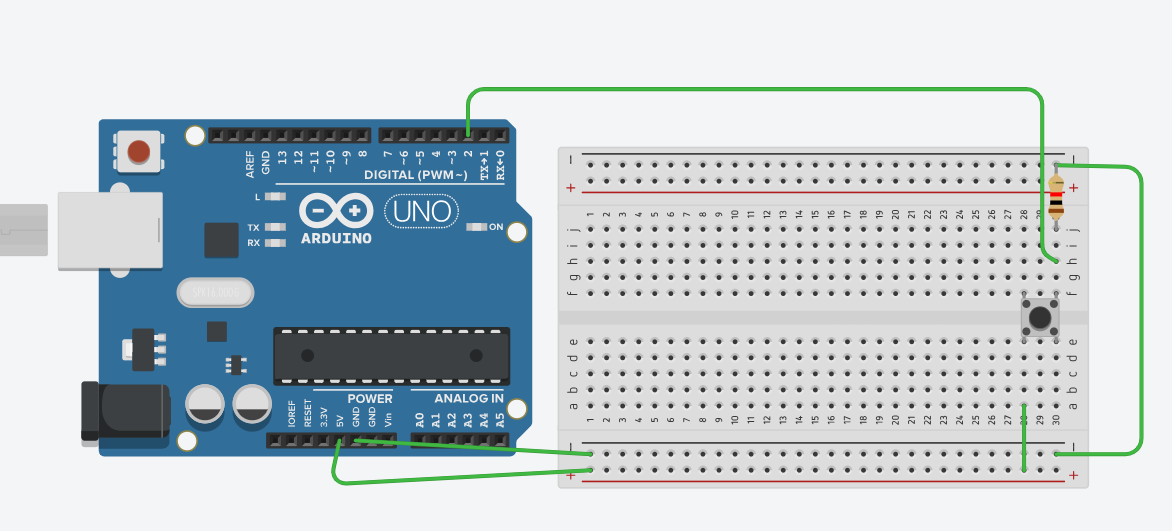 AREF
GND
13
12
~11
~10
~9
8
7
~6
~5
4
~3
2
TX→1
RX←0
DIGITAL (PWM ~)
L
TX
RX
UNO
ON
ARDUINO
IOREF
RESET
3.3V
5V
GND
GND
Vin
POWER
ANALOG IN
A0
A1
A2
A3
A4
A5
− −
+ +
1 2 3 4 5 6 7 8 9 10 11 12 13 14 15 16 17 18 19 20 21 22 23 24 25 26 27 28 29
j j
i i
h h
g g
f f
e e
d d
c c
b b
a a
1 2 3 4 5 6 7 8 9 10 11 12 13 14 15 16 17 18 19 20 21 22 23 24 25 26 27 28 29 30
− −
+ +